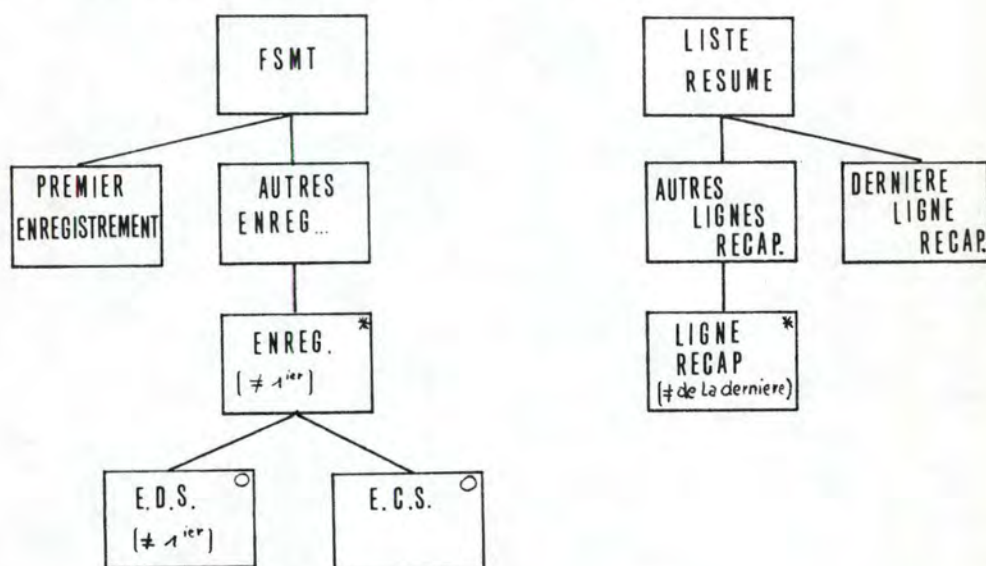 FSMT
LISTE
RESUME
PREMIER
ENREGISTREMENT
AUTRES
ENREG...
AUTRES
LIGNES
RECAP.
DERNIERE
LIGNE
RECAP.
ENREG. *
(≠ 1ier)
LIGNE *
RECAP
(≠ de la derniere)
E.D.S. O
(≠ 1ier)
E.C.S. O